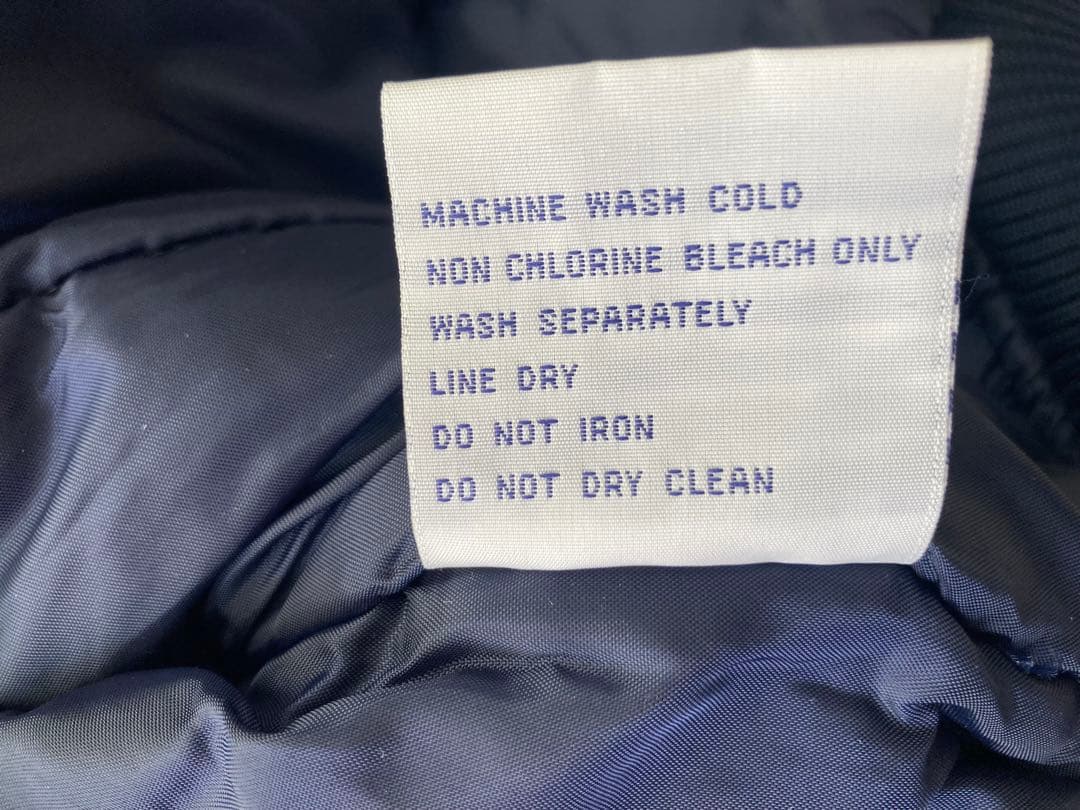 MACHINE WASH COLD
NON CHLORINE BLEACH ONLY
WASH SEPARATELY
LINE DRY
DO NOT IRON
DO NOT DRY CLEAN